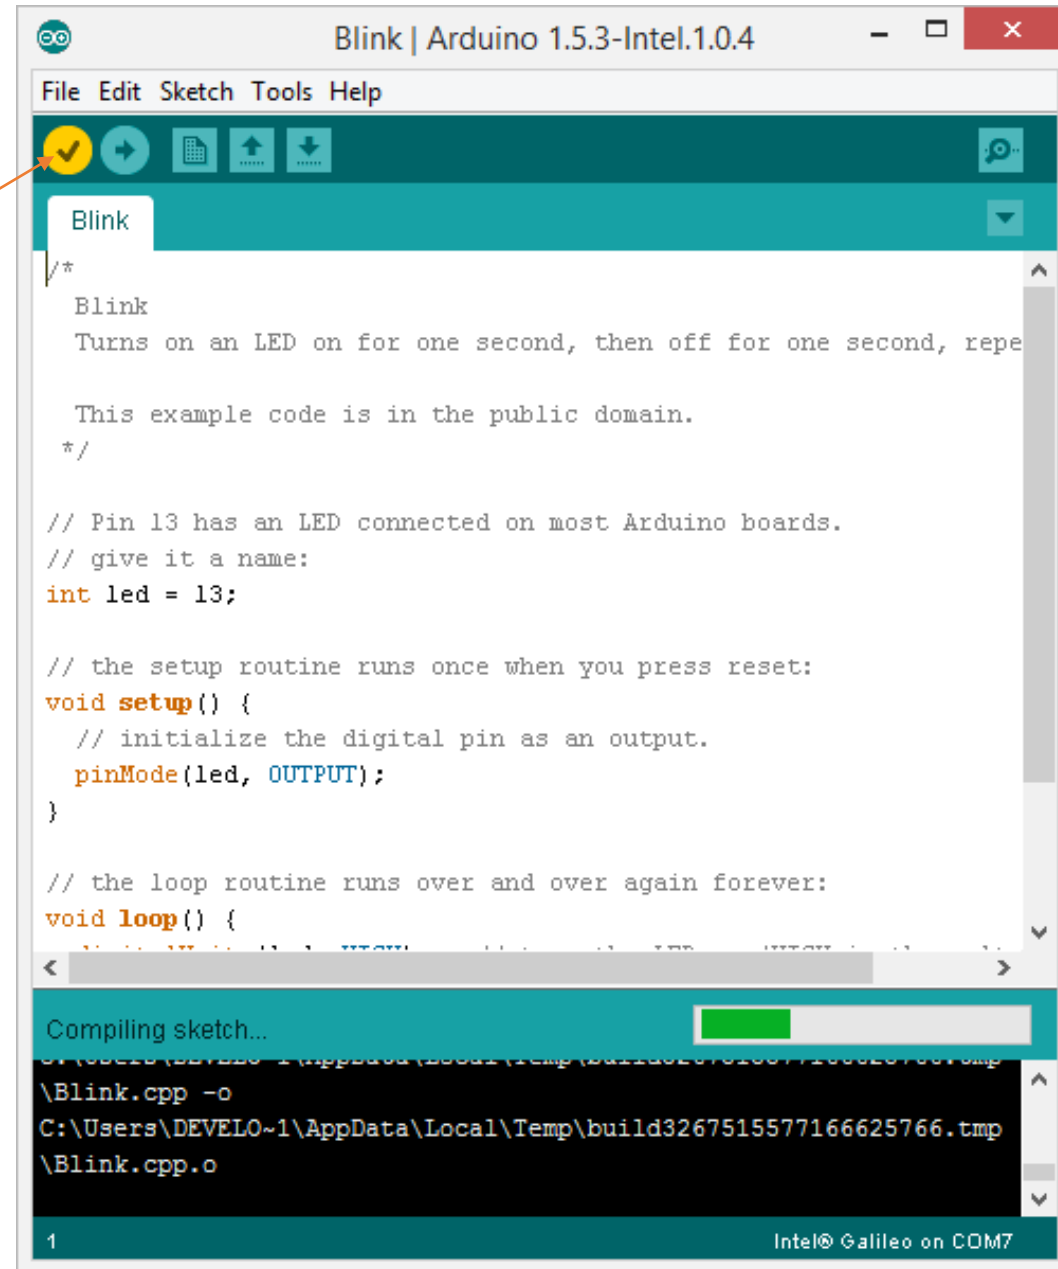 Blink | Arduino 1.5.3-Intel.1.0.4
File Edit Sketch Tools Help
Blink
/*
  Blink
  Turns on an LED on for one second, then off for one second, repe

  This example code is in the public domain.
 */

// Pin 13 has an LED connected on most Arduino boards.
// give it a name:
int led = 13;

// the setup routine runs once when you press reset:
void setup() {
  // initialize the digital pin as an output.
  pinMode(led, OUTPUT);
}

// the loop routine runs over and over again forever:
void loop() {
Compiling sketch...
\Blink.cpp -o
C:\Users\DEVELO~1\AppData\Local\Temp\build3267515577166625766.tmp
\Blink.cpp.o
1
Intel® Galileo on COM7